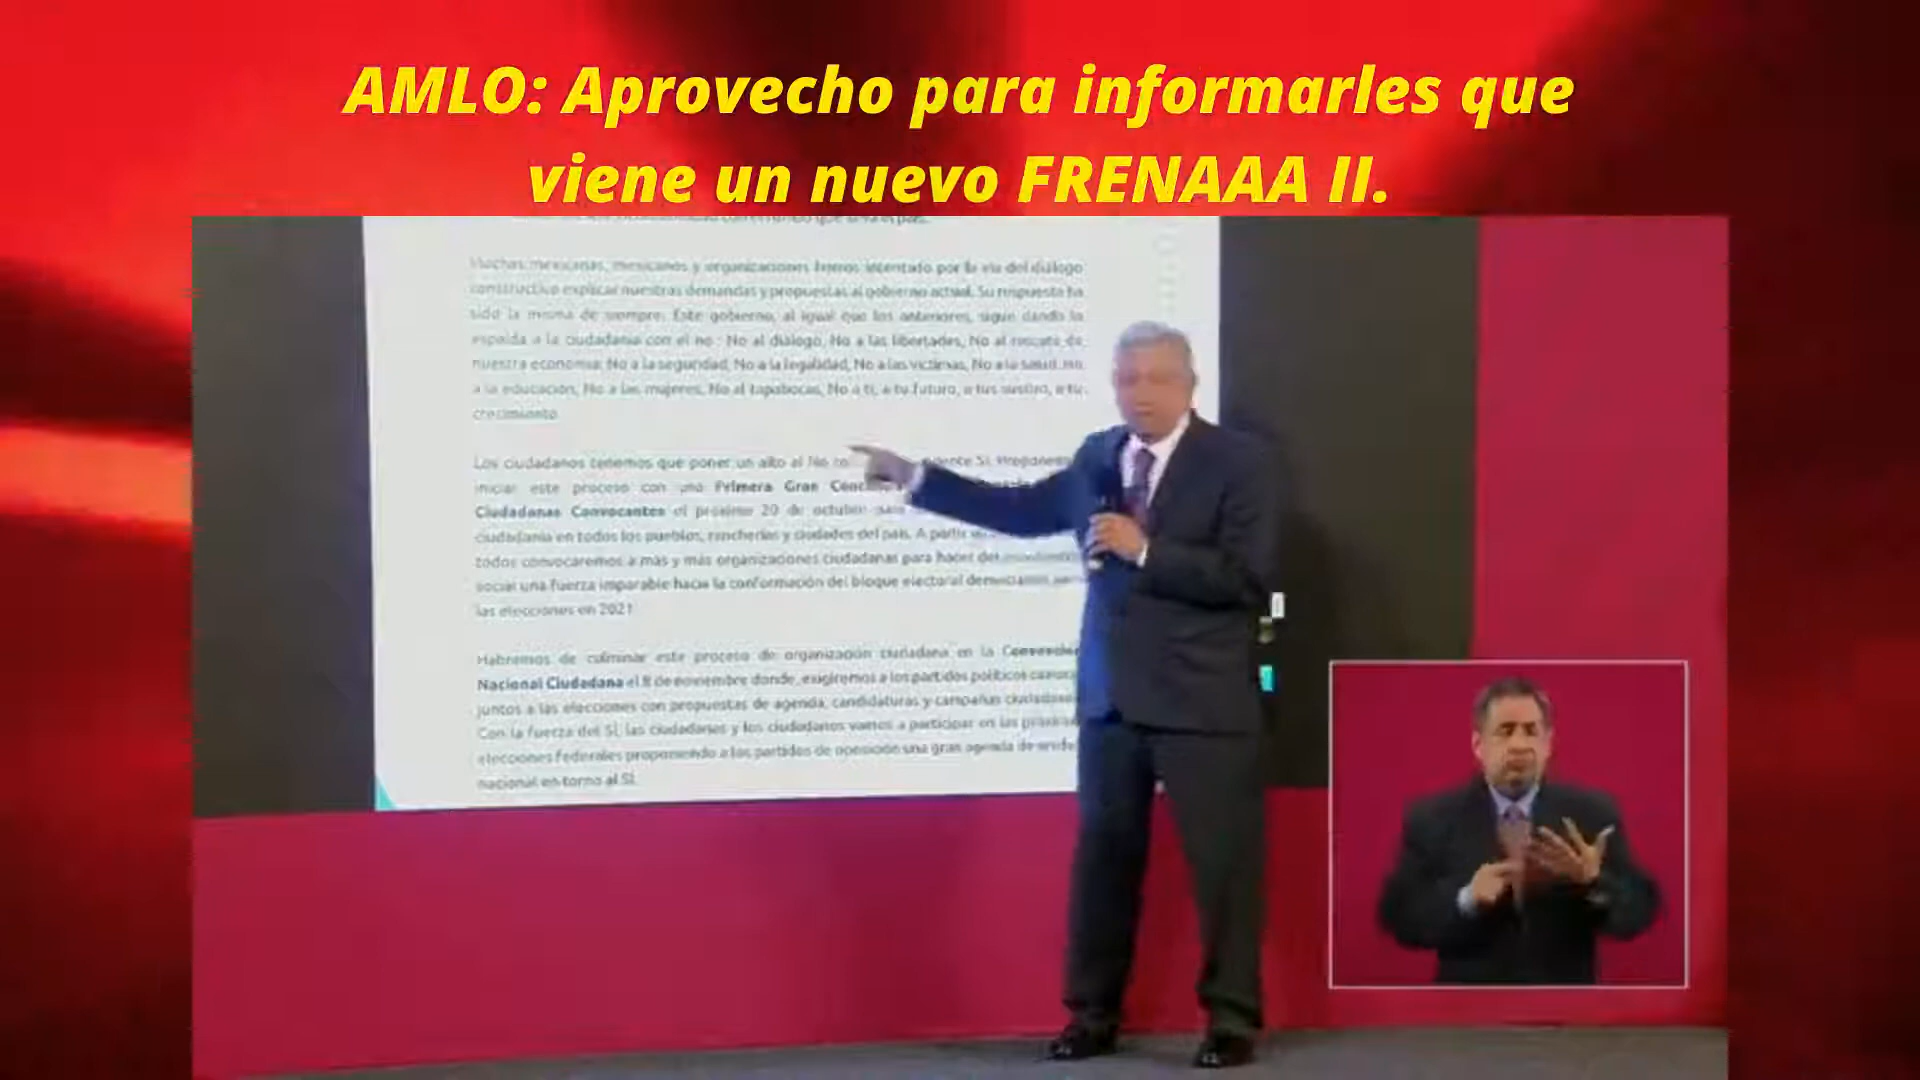 AMLO: Aprovecho para informarles que
viene un nuevo FRENAAA II.
Muchas mexicanas, mexicanos y organizaciones hemos intentado por la vía del diálogo
constructivo explicar nuestras demandas y propuestas al gobierno actual. Su respuesta ha
sido la misma de siempre. Este gobierno, al igual que los anteriores, sigue dando la
espalda a la ciudadanía con el no : No al diálogo, No a las libertades, No al rescate de
nuestra economía, No a la seguridad, No a la legalidad, No a las víctimas, No a la salud, No
a la educación, No a las mujeres, No al tapabocas, No a ti, a tu futuro, a tus sueños, a tu
crecimiento
Los ciudadanos tenemos que poner un alto al No
iniciar este proceso con una Primera Gran
Ciudadanas Convocantes el próximo 20 de octubre para
ciudadanía en todos los pueblos, rancherías y ciudades del país. A partir
todos convocaremos a más y más organizaciones ciudadanas para hacer del
social una fuerza imparable hacia la conformación del bloque electoral
las elecciones en 2021
Habremos de culminar este proceso de organización ciudadana en la
Nacional Ciudadana el 8 de noviembre donde, exigiremos a los partidos políticos
juntos a las elecciones con propuestas de agenda, candidaturas y campañas
Con la fuerza del SÍ, las ciudadanas y los ciudadanos vamos a participar en las
elecciones federales proponiendo a los partidos de oposición una gran agenda de
nacional en torno al SÍ.